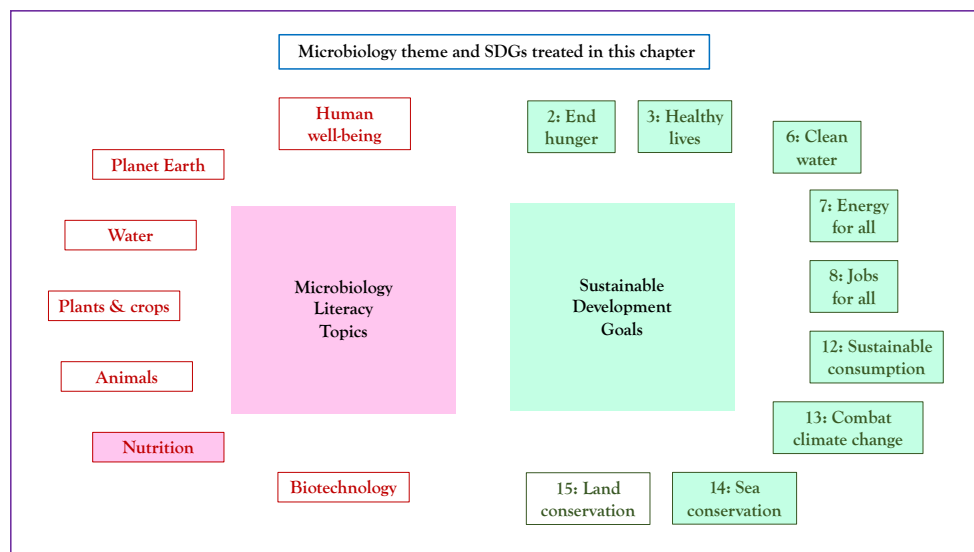 Microbiology theme and SDGs treated in this chapter
Human
well-being
Planet Earth
Water
Plants & crops
Animals
Nutrition
Biotechnology
Microbiology
Literacy
Topics
2: End
hunger
3: Healthy
lives
6: Clean
water
7: Energy
for all
8: Jobs
for all
12: Sustainable
consumption
13: Combat
climate change
14: Sea
conservation
15: Land
conservation
Sustainable
Development
Goals